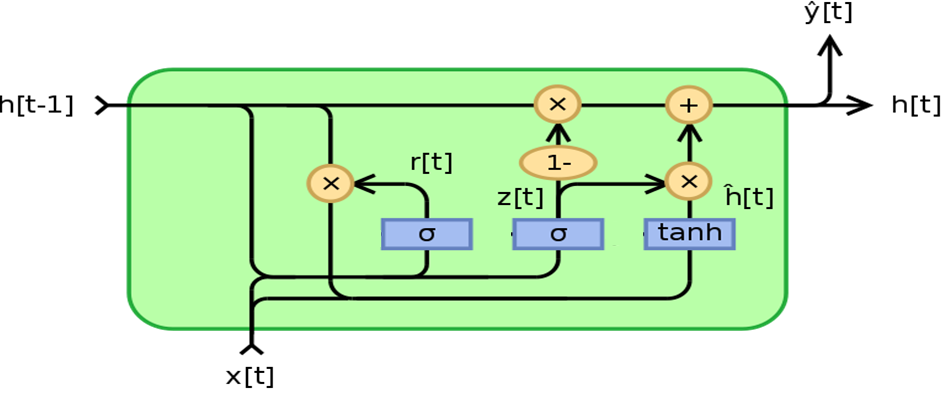 ŷ[t]
h[t-1]
×
+
h[t]
1-
r[t]
×
z[t]
×
ĥ[t]
σ
σ
tanh
x[t]